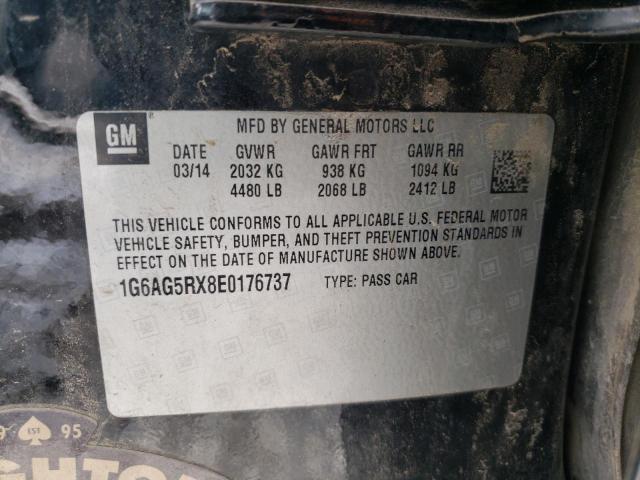 GM
MFD BY GENERAL MOTORS LLC
DATE GVWR GAWR FRT GAWR RR
03/14 2032 KG 938 KG 1094 KG
4480 LB 2068 LB 2412 LB
THIS VEHICLE CONFORMS TO ALL APPLICABLE U.S. FEDERAL MOTOR
VEHICLE SAFETY, BUMPER, AND THEFT PREVENTION STANDARDS IN
EFFECT ON THE DATE OF MANUFACTURE SHOWN ABOVE.
1G6AG5RX8E0176737 TYPE: PASS CAR
9 EST 95